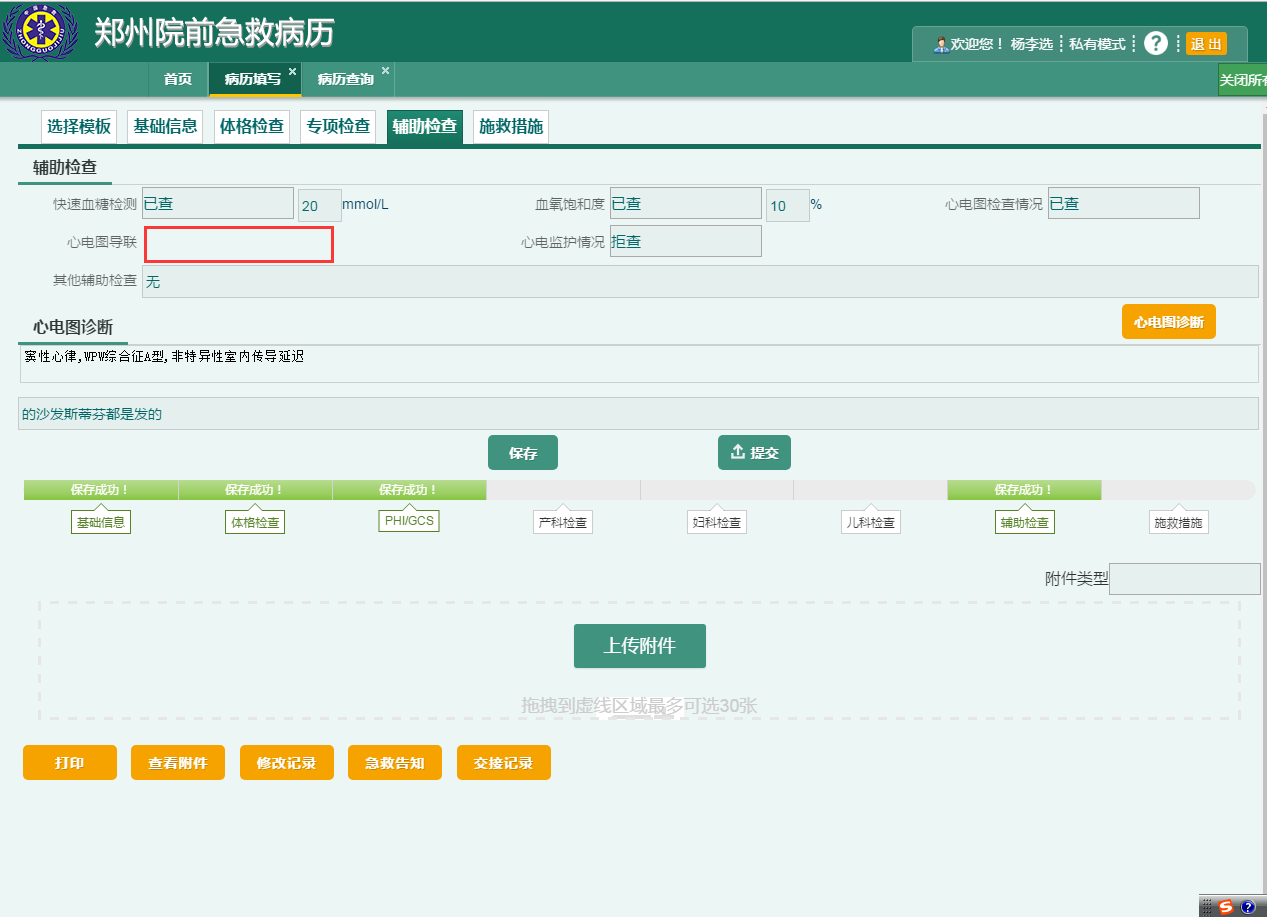 郑州院前急救病历
欢迎您！ 杨李选 私有模式 ? 退出
首页 病历填写 × 病历查询 × 关闭所有
选择模板 基础信息 体格检查 专项检查 辅助检查 施救措施
辅助检查
快速血糖检测 已查 20 mmol/L 血氧饱和度 已查 10 % 心电图检查情况 已查
心电图导联 心电监护情况 拒查
其他辅助检查 无
心电图诊断 心电图诊断
窦性心律,WPW综合征A型,非特异性室内传导延迟
的沙发斯蒂芬都是发的
保存 提交
保存成功！ 保存成功！ 保存成功！ 保存成功！
基础信息 体格检查 PHI/GCS 产科检查 妇科检查 儿科检查 辅助检查 施救措施
附件类型
上传附件
拖拽到虚线区域最多可选30张
打印 查看附件 修改记录 急救告知 交接记录